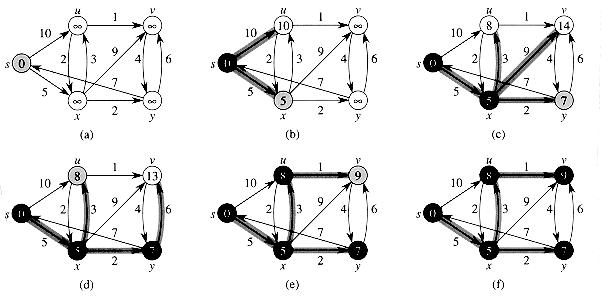 u v u v u v
1 1 1
∞ ∞ 10 ∞ 8 14
10 10 10
9 9 9
s 0 2 3 4 6 s 0 2 3 4 6 s 0 2 3 4 6
7 7 7
5 5 5
∞ ∞ 5 ∞ 5 7
2 2 2
x y x y x y
(a) (b) (c)
u v u v u v
1 1 1
8 13 8 9 8 9
10 10 10
9 9 9
s 0 2 3 4 6 s 0 2 3 4 6 s 0 2 3 4 6
7 7 7
5 5 5
5 7 5 7 5 7
2 2 2
x y x y x y
(d) (e) (f)